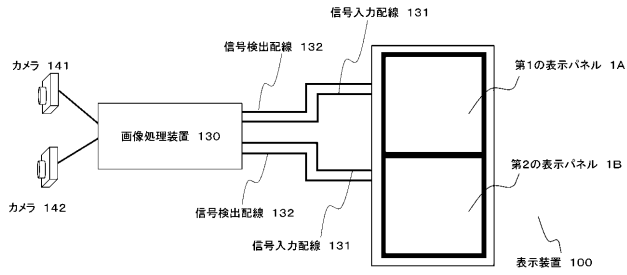 信号入力配線 131
信号検出配線 132
カメラ 141
第1の表示パネル 1A
画像処理装置 130
第2の表示パネル 1B
カメラ 142
信号検出配線 132
信号入力配線 131
表示装置 100